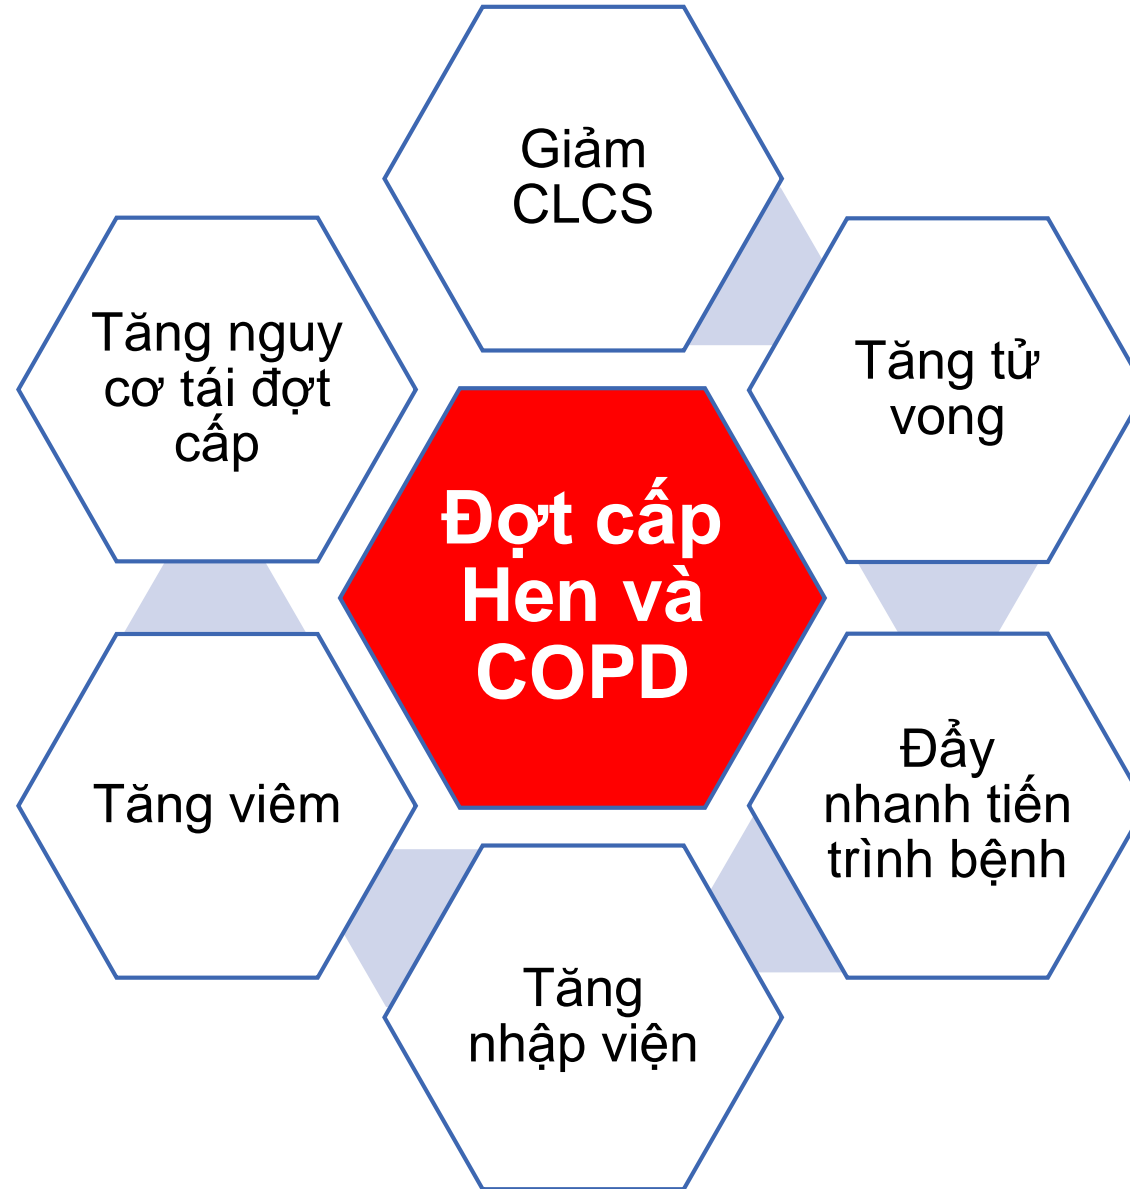 Giảm
CLCS
Tăng tử
vong
Đẩy
nhanh tiến
trình bệnh
Tăng
nhập viện
Tăng viêm
Tăng nguy
cơ tái đợt
cấp
Đợt cấp
Hen và
COPD